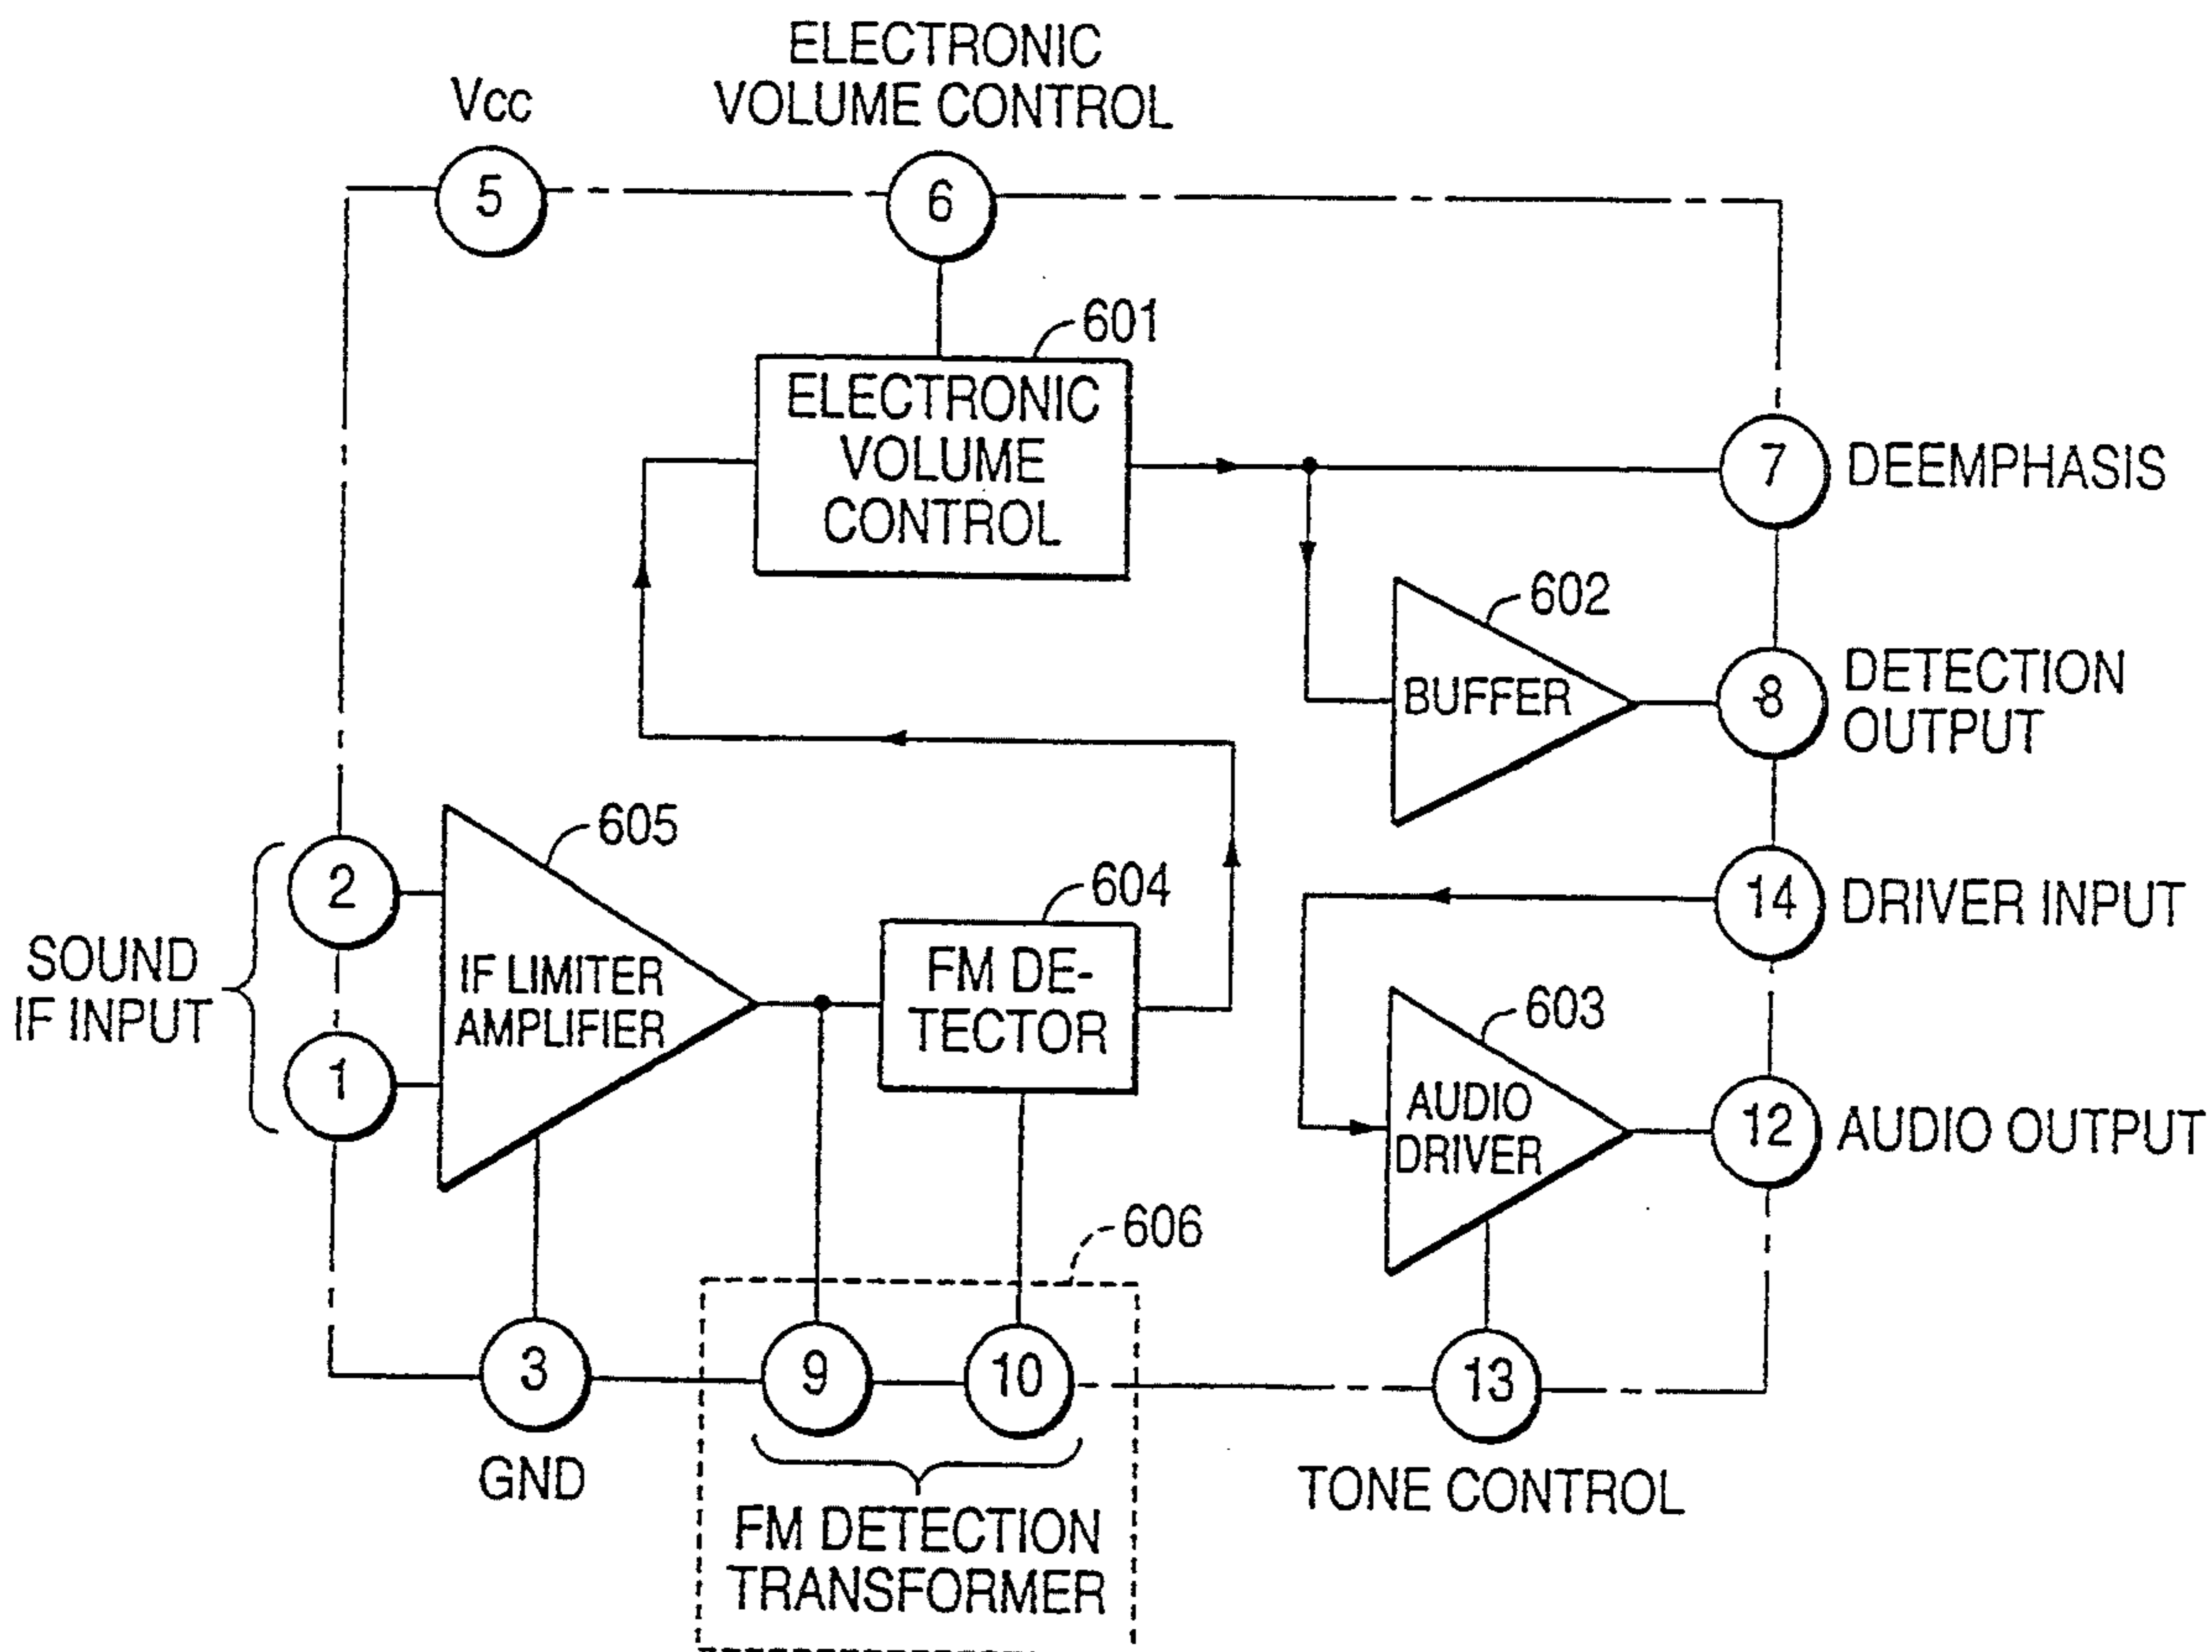 ELECTRONIC
VOLUME CONTROL
Vcc
5
6
601
ELECTRONIC
VOLUME
CONTROL
7
DEEMPHASIS
602
BUFFER
8
DETECTION
OUTPUT
605
2
SOUND
IF INPUT
1
IF LIMITER
AMPLIFIER
604
FM DE-
TECTOR
14
DRIVER INPUT
603
AUDIO
DRIVER
12
AUDIO OUTPUT
606
3
9
10
13
GND
FM DETECTION
TRANSFORMER
TONE CONTROL